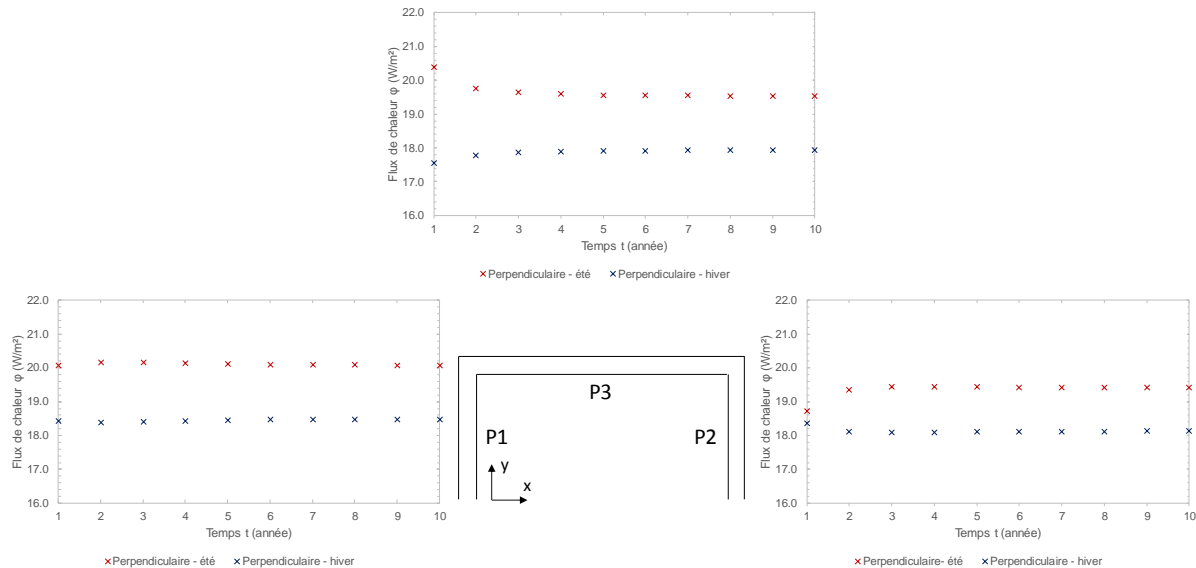 22.0
21.0
20.0
19.0
18.0
17.0
16.0
Flux de chaleur φ (W/m²)
1 2 3 4 5 6 7 8 9 10
Temps t (année)
Perpendiculaire - été Perpendiculaire - hiver
22.0
21.0
20.0
19.0
18.0
17.0
16.0
Flux de chaleur φ (W/m²)
1 2 3 4 5 6 7 8 9 10
Temps t (année)
Perpendiculaire - été Perpendiculaire - hiver
P3
P1
P2
y
x
22.0
21.0
20.0
19.0
18.0
17.0
16.0
Flux de chaleur φ (W/m²)
1 2 3 4 5 6 7 8 9 10
Temps t (année)
Perpendiculaire- été Perpendiculaire - hiver